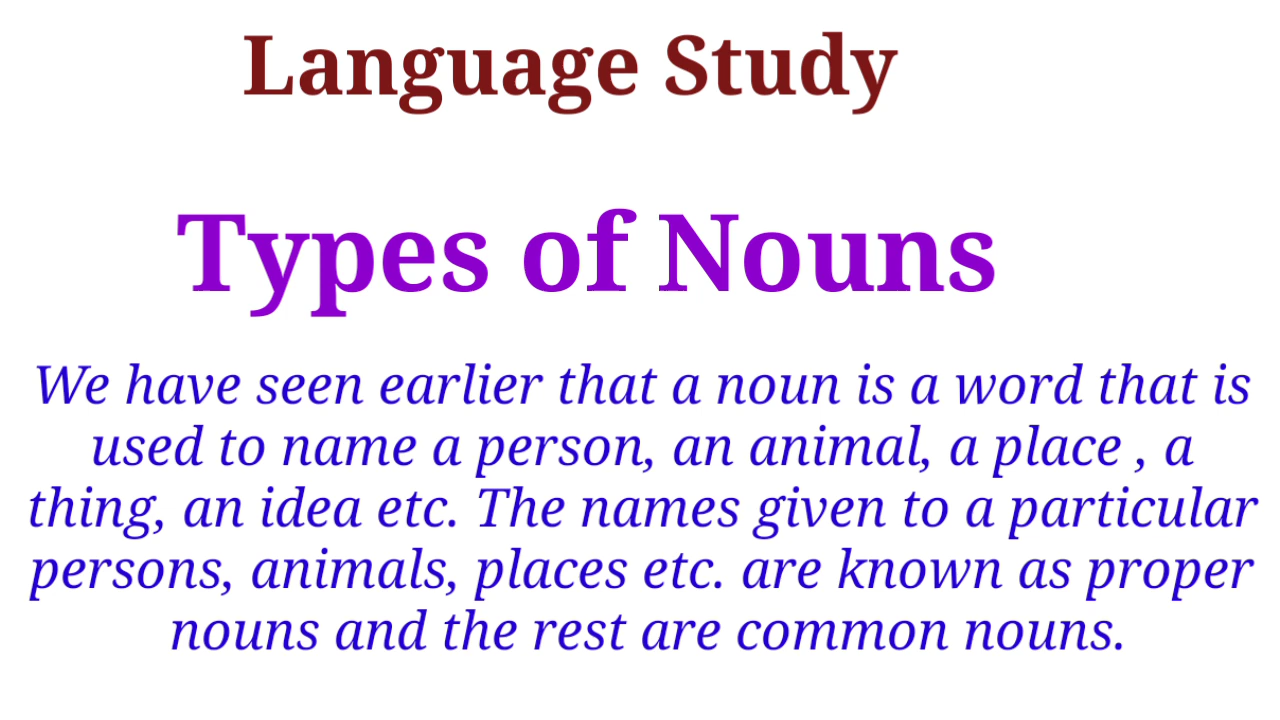 Language Study
Types of Nouns
We have seen earlier that a noun is a word that is
used to name a person, an animal, a place , a
thing, an idea etc. The names given to a particular
persons, animals, places etc. are known as proper
nouns and the rest are common nouns.